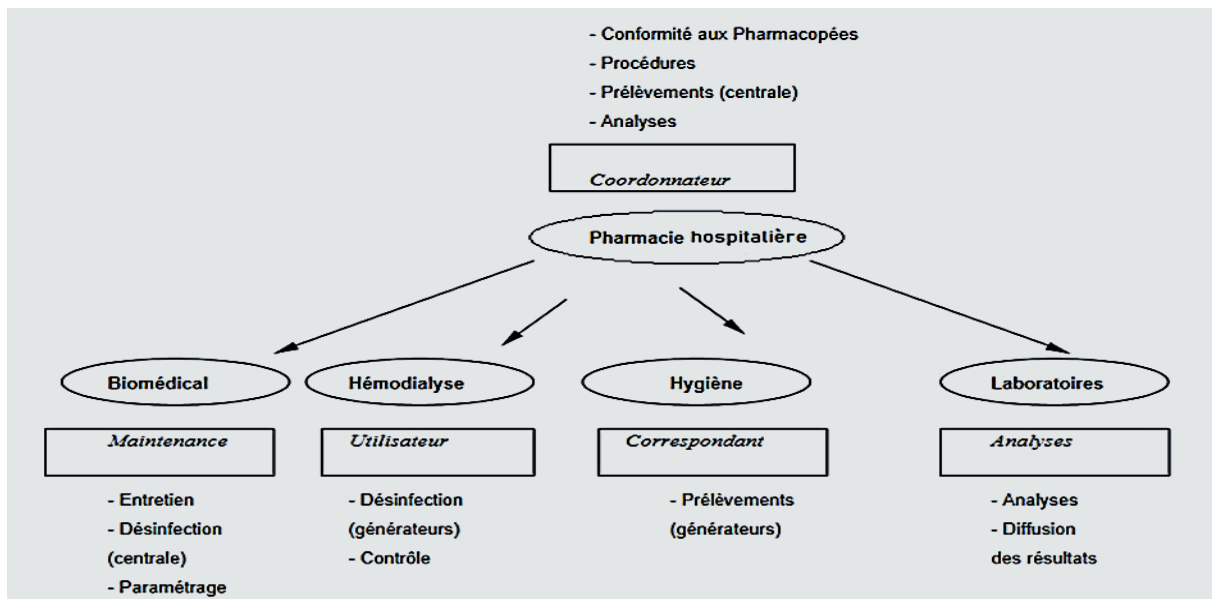 - Conformité aux Pharmacopées
- Procédures
- Prélèvements (centrale)
- Analyses
Coordonnateur
Pharmacie hospitalière
Biomédical
Hémodialyse
Hygiène
Laboratoires
Maintenance
Utilisateur
Correspondant
Analyses
- Entretien
- Désinfection
(centrale)
- Paramétrage
- Désinfection
(générateurs)
- Contrôle
- Prélèvements
(générateurs)
- Analyses
- Diffusion
des résultats